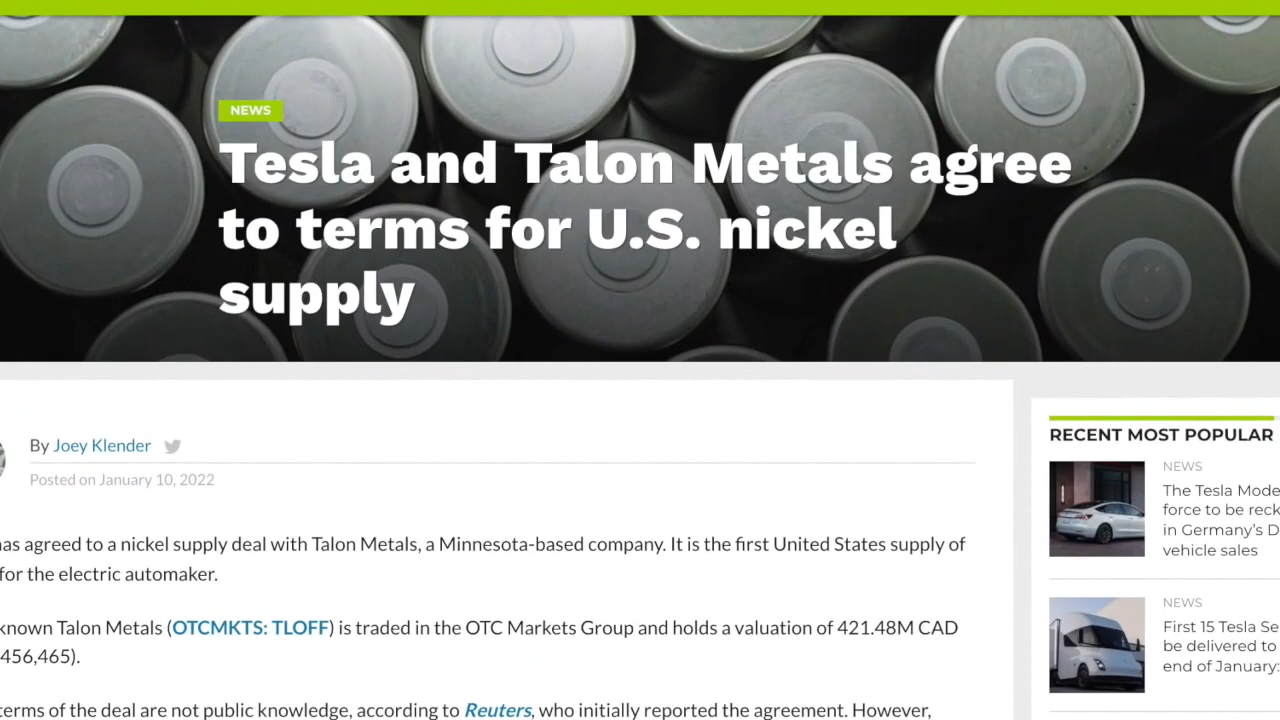 NEWS
Tesla and Talon Metals agree
to terms for U.S. nickel
supply
By Joey Klender
Posted on January 10, 2022
has agreed to a nickel supply deal with Talon Metals, a Minnesota-based company. It is the first United States supply of
for the electric automaker.
known Talon Metals (OTCMKTS: TLOFF) is traded in the OTC Markets Group and holds a valuation of 421.48M CAD
456,465).
terms of the deal are not public knowledge, according to Reuters, who initially reported the agreement. However,
RECENT MOST POPULAR
NEWS
The Tesla Mode
force to be reck
in Germany's D
vehicle sales
NEWS
First 15 Tesla Se
be delivered to
end of January: